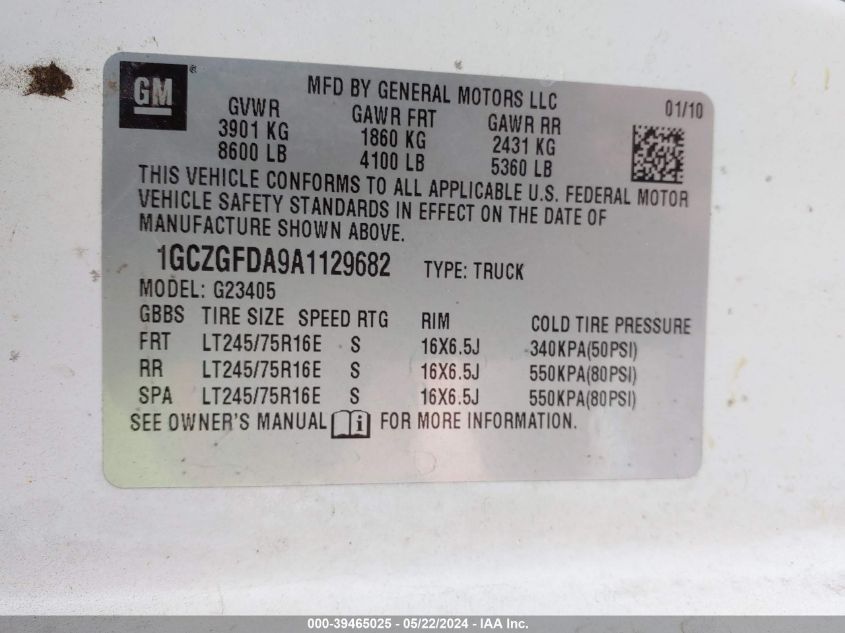 GM
MFD BY GENERAL MOTORS LLC
01/10
GVWR GAWR FRT GAWR RR
3901 KG 1860 KG 2431 KG
8600 LB 4100 LB 5360 LB
THIS VEHICLE CONFORMS TO ALL APPLICABLE U.S. FEDERAL MOTOR
VEHICLE SAFETY STANDARDS IN EFFECT ON THE DATE OF
MANUFACTURE SHOWN ABOVE.
1GCZGFDA9A1129682 TYPE: TRUCK
MODEL: G23405
GBBS TIRE SIZE SPEED RTG RIM COLD TIRE PRESSURE
FRT LT245/75R16E S 16X6.5J 340KPA(50PSI)
RR LT245/75R16E S 16X6.5J 550KPA(80PSI)
SPA LT245/75R16E S 16X6.5J 550KPA(80PSI)
SEE OWNER'S MANUAL i FOR MORE INFORMATION.
000-39465025 - 05/22/2024 - IAA Inc.